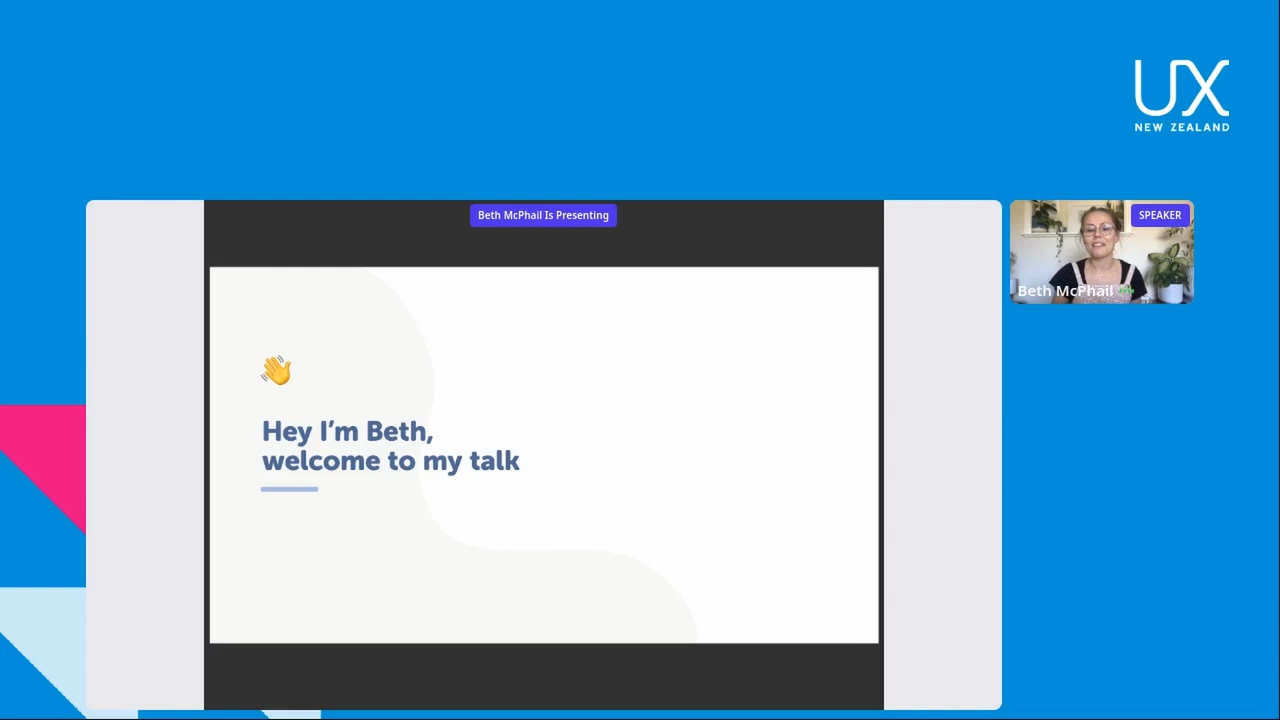 UX
NEW ZEALAND
Beth McPhail Is Presenting
SPEAKER
Beth McPhail
Hey I’m Beth,
welcome to my talk